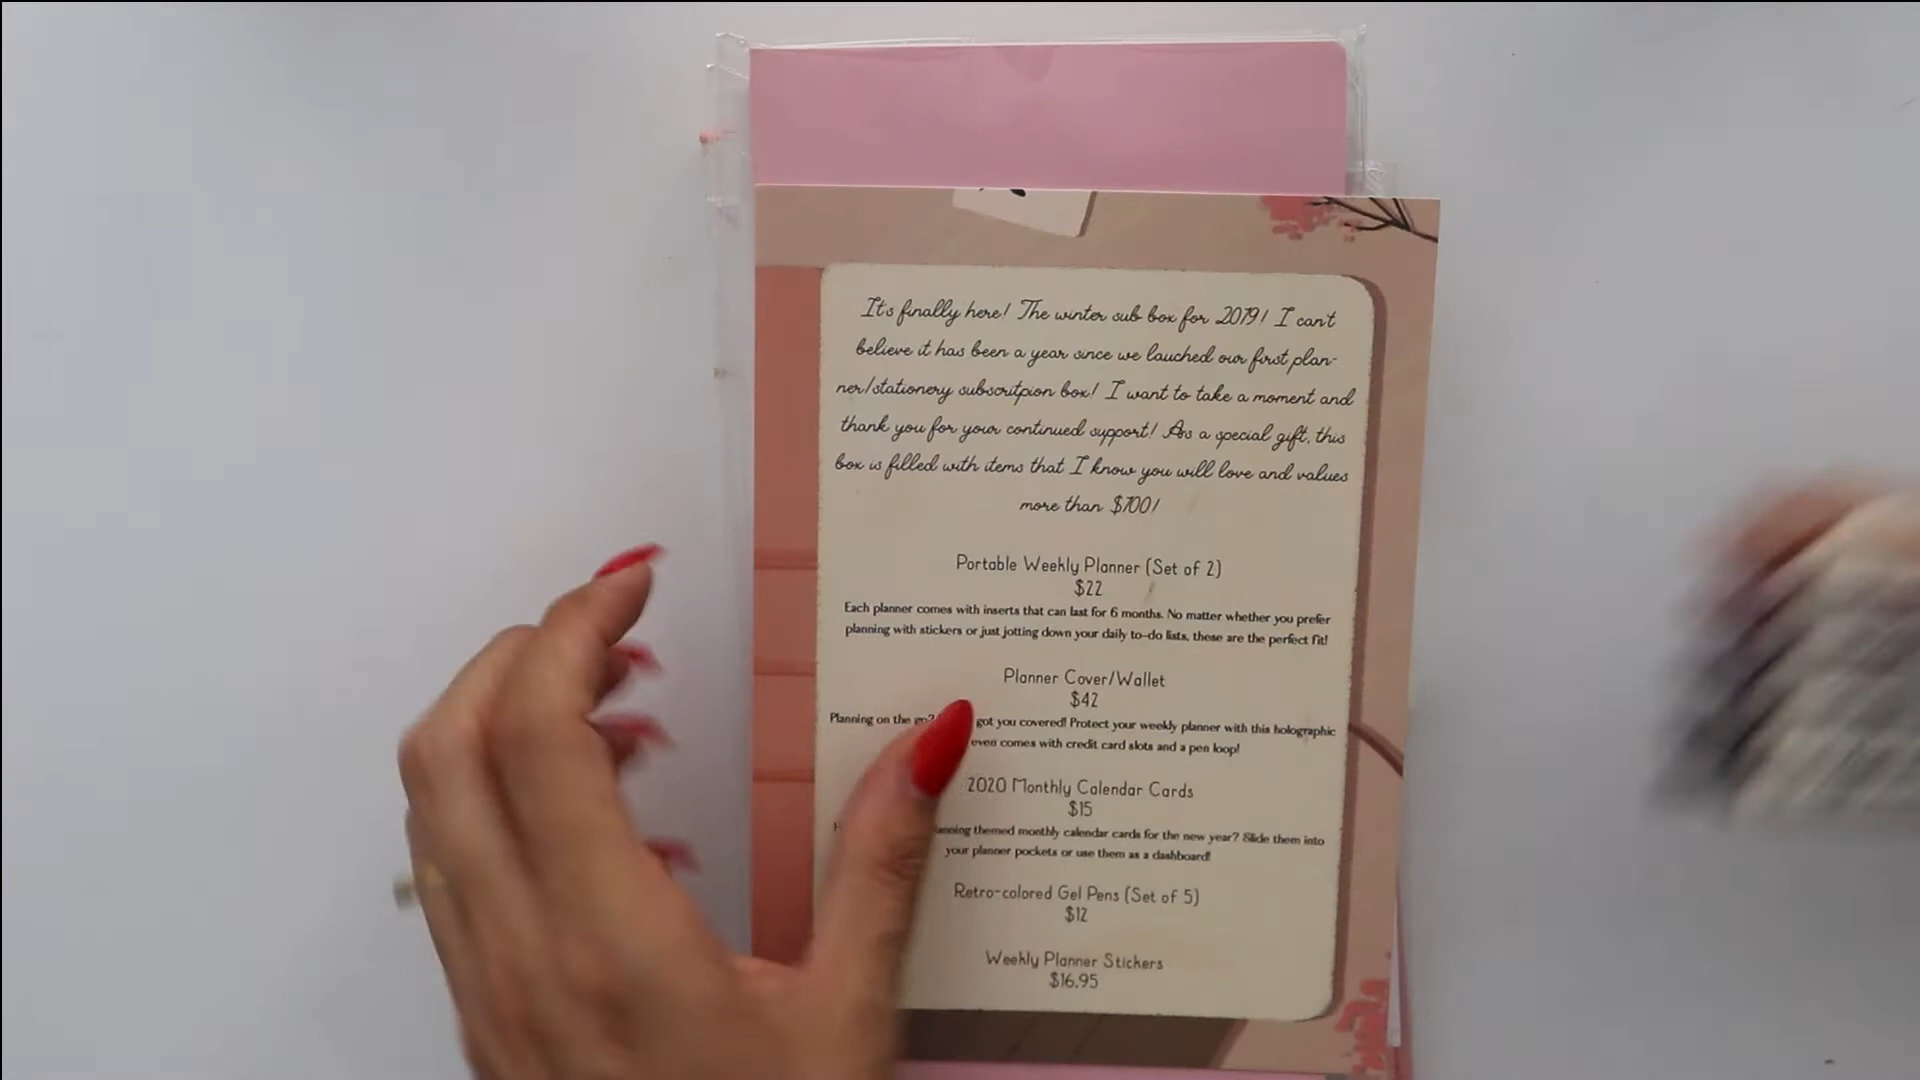 It's finally here! The winter sub box for 2019! I can't
believe it has been a year since we lauched our first plan-
ner/stationery subscritpion box! I want to take a moment and
thank you for your continued support! As a special gift, this
box is filled with items that I know you will love and values
more than $100!
Portable Weekly Planner (Set of 2)
$22
Each planner comes with inserts that can last for 6 months. No matter whether you prefer
planning with stickers or just jotting down your daily to-do lists, these are the perfect fit!
Planner Cover/Wallet
$42
Planning on the go? got you covered! Protect your weekly planner with this holographic
even comes with credit card slots and a pen loop!
2020 Monthly Calendar Cards
$15
themed monthly calendar cards for the new year? Slide them into
your planner pockets or use them as a dashboard!
Retro-colored Gel Pens (Set of 5)
$12
Weekly Planner Stickers
$16.95